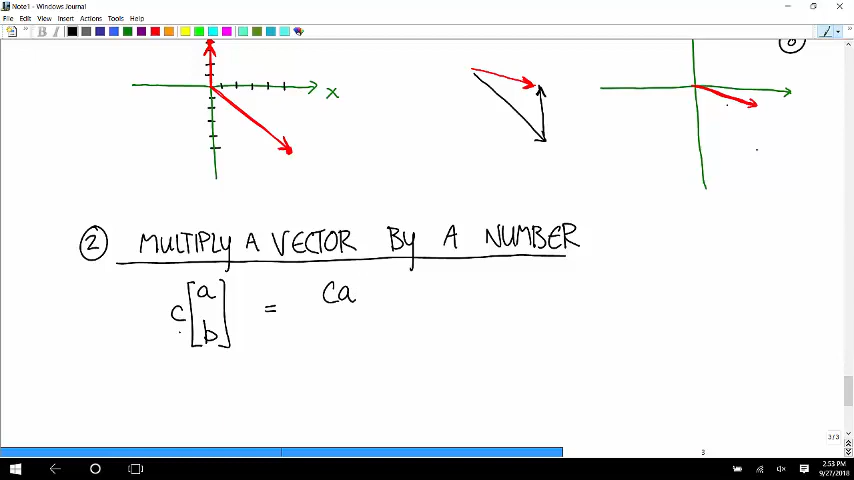 Note1 - Windows Journal
File Edit View Insert Actions Tools Help
B I
x
② MULTIPLY A VECTOR BY A NUMBER
c [a b] = ca
3/3
3
2:53 PM
9/27/2018